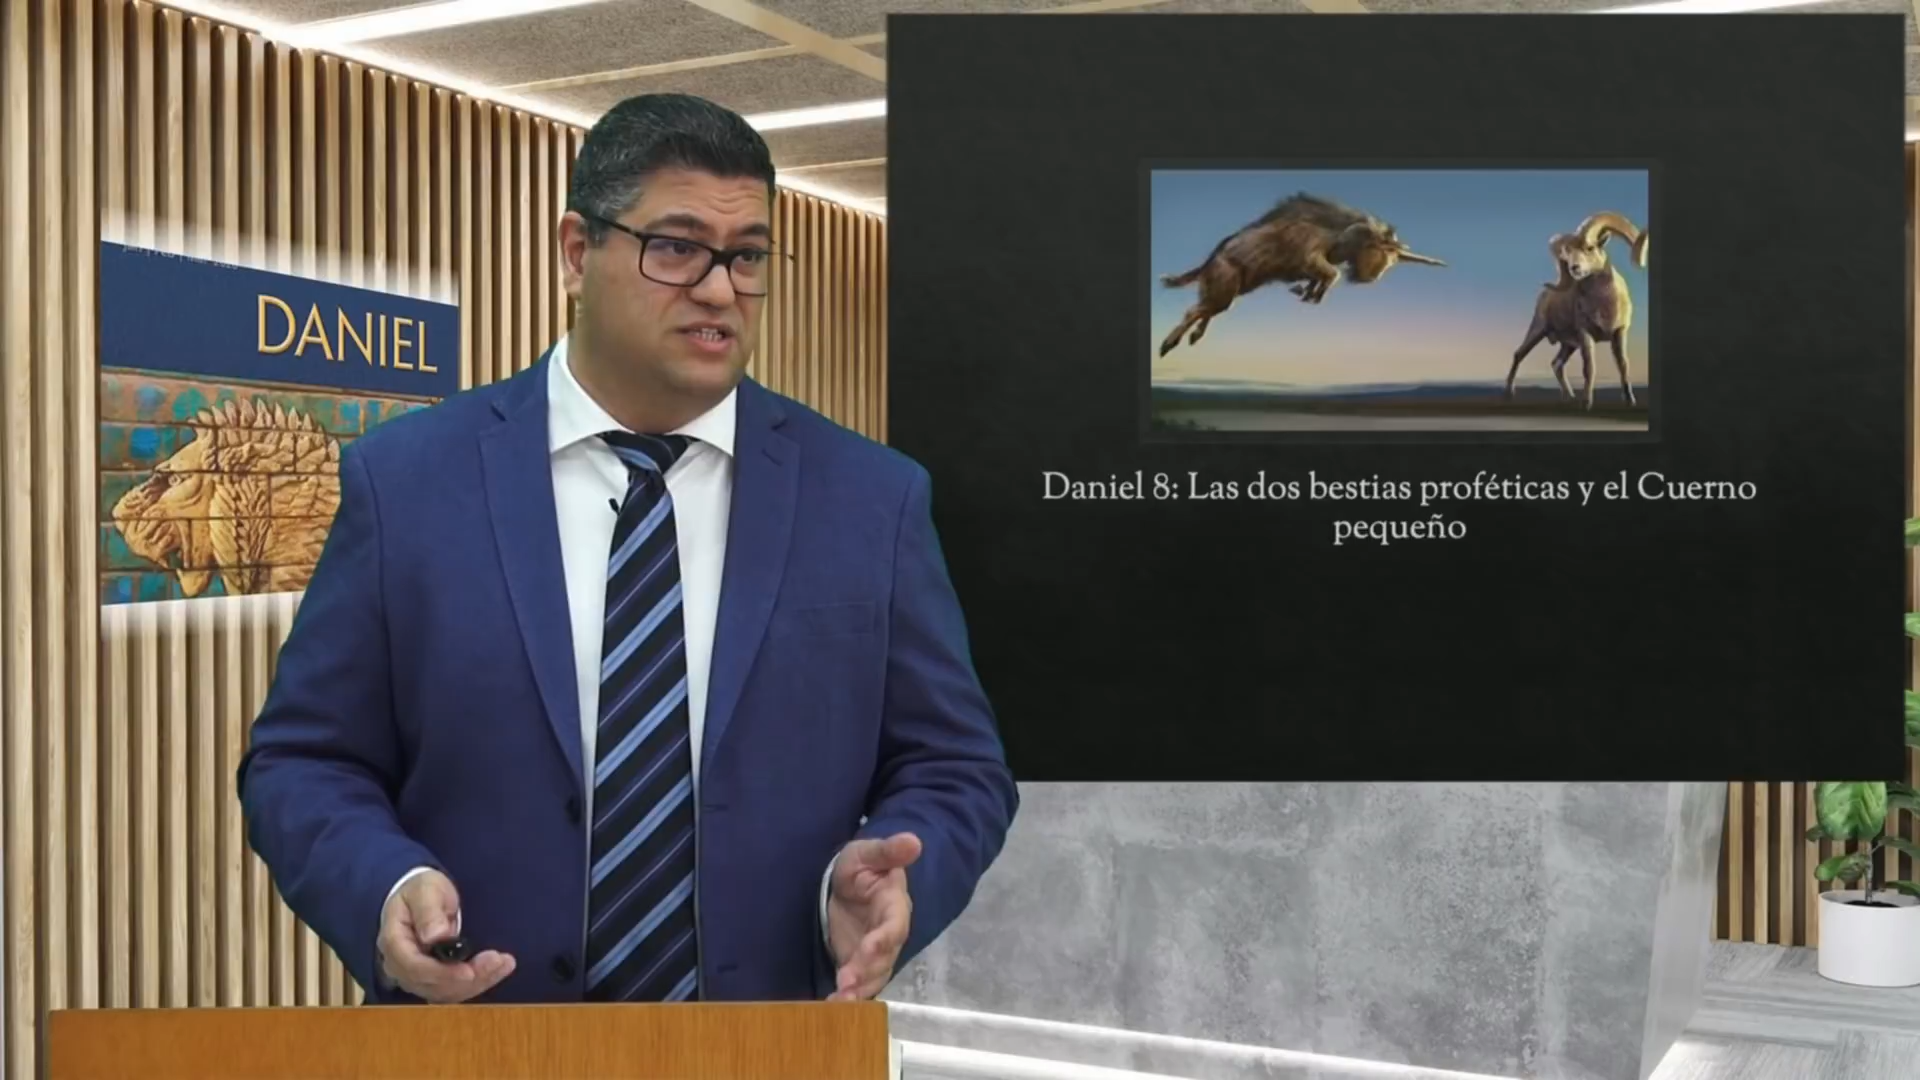 DANIEL
Daniel 8: Las dos bestias proféticas y el Cuerno
pequeño